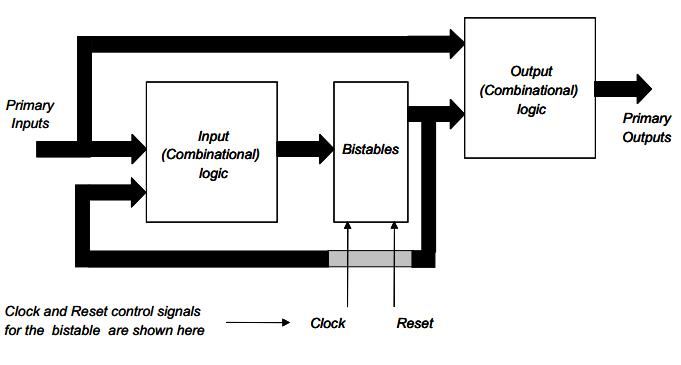 Output
(Combinational)
logic
Primary
Inputs
Primary
Outputs
Input
(Combinational)
logic
Bistables
Clock and Reset control signals
for the bistable are shown here
Clock
Reset